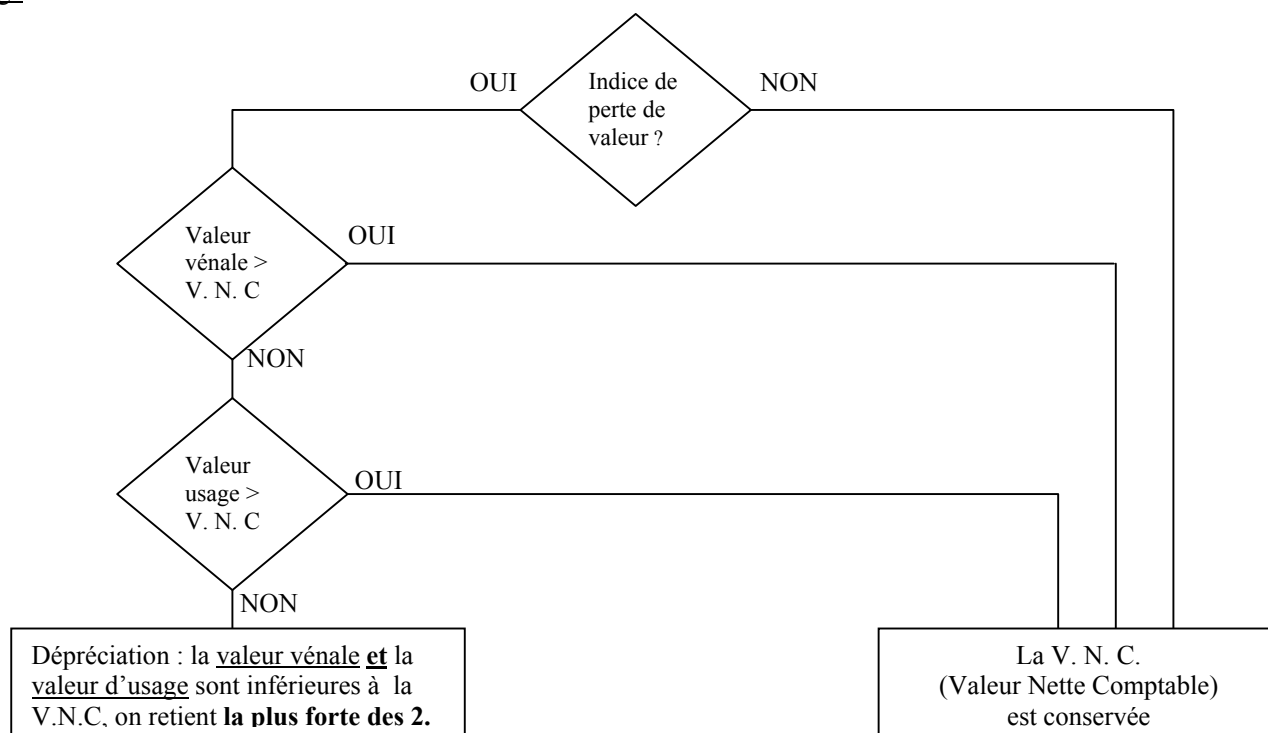 OUI
Indice de
perte de
valeur ?
NON
Valeur
vénale >
V. N. C
OUI
NON
Valeur
usage >
V. N. C
OUI
NON
Dépréciation : la valeur vénale et la
valeur d’usage sont inférieures à la
V.N.C, on retient la plus forte des 2.
La V. N. C.
(Valeur Nette Comptable)
est conservée